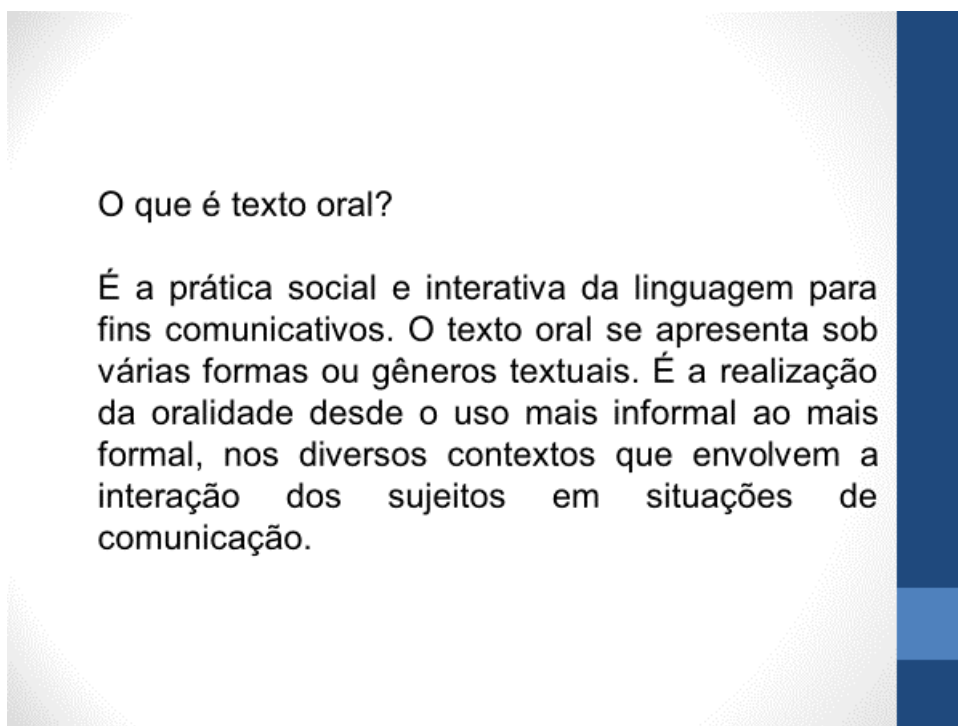 O que é texto oral?
É a prática social e interativa da linguagem para
fins comunicativos. O texto oral se apresenta sob
várias formas ou gêneros textuais. É a realização
da oralidade desde o uso mais informal ao mais
formal, nos diversos contextos que envolvem a
interação dos sujeitos em situações de
comunicação.